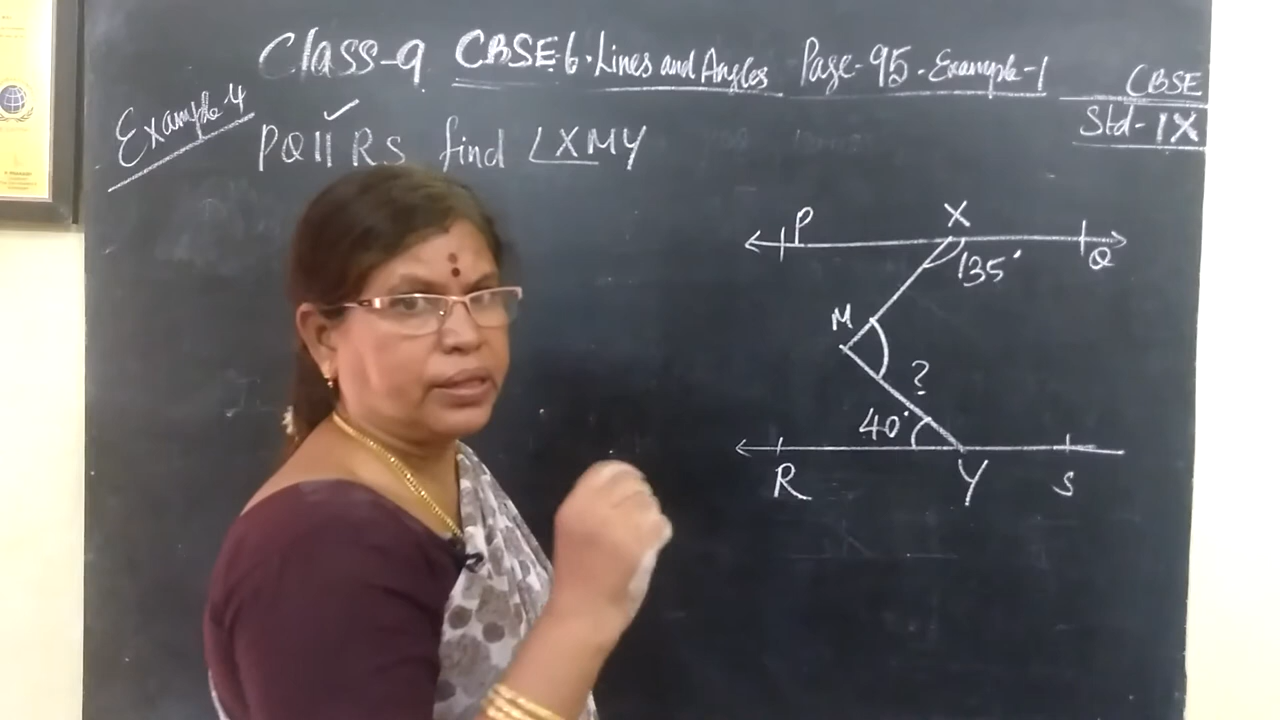 Class-9 CBSE-6. Lines and Angles Page-95. Example-1
CBSE
Std-IX
Example 4
PQ || RS find ∠XMY
P
X
Q
135°
M
?
40°
R
Y
S